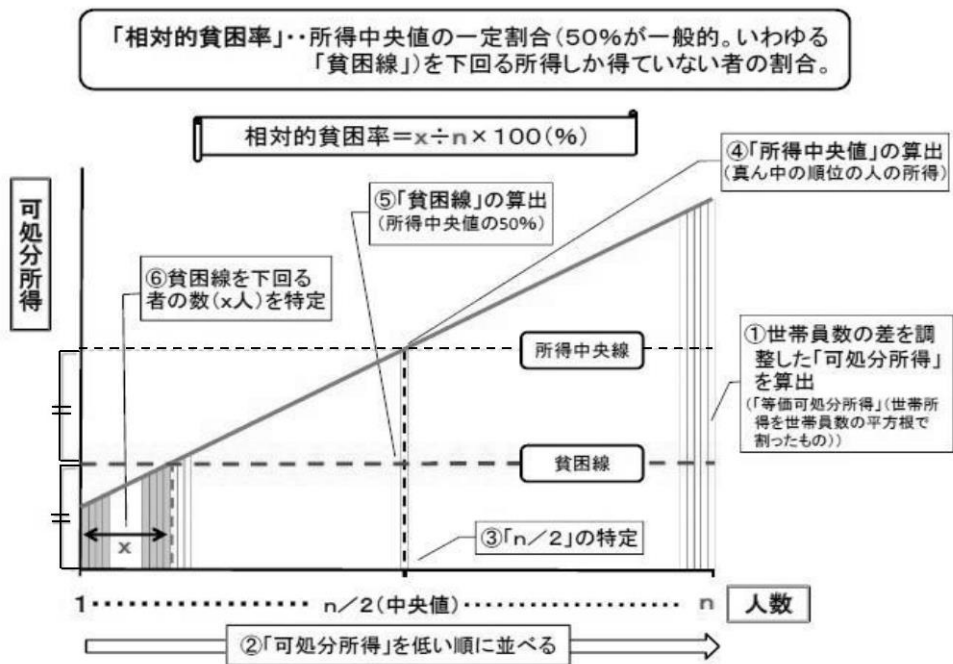 「相対的貧困率」‥所得中央値の一定割合(50%が一般的。いわゆる
「貧困線」)を下回る所得しか得ていない者の割合。
相対的貧困率=x÷n×100(%)
④「所得中央値」の算出
(真ん中の順位の人の所得)
⑤「貧困線」の算出
(所得中央値の50%)
可処分所得
⑥貧困線を下回る
者の数(x人)を特定
所得中央線
①世帯員数の差を調
整した「可処分所得」
を算出
(「等価可処分所得」(世帯所
得を世帯員数の平方根で
割ったもの))
貧困線
x
③「n/2」の特定
1‥‥‥‥‥‥ n/2(中央値)‥‥‥‥‥‥‥ n 人数
②「可処分所得」を低い順に並べる